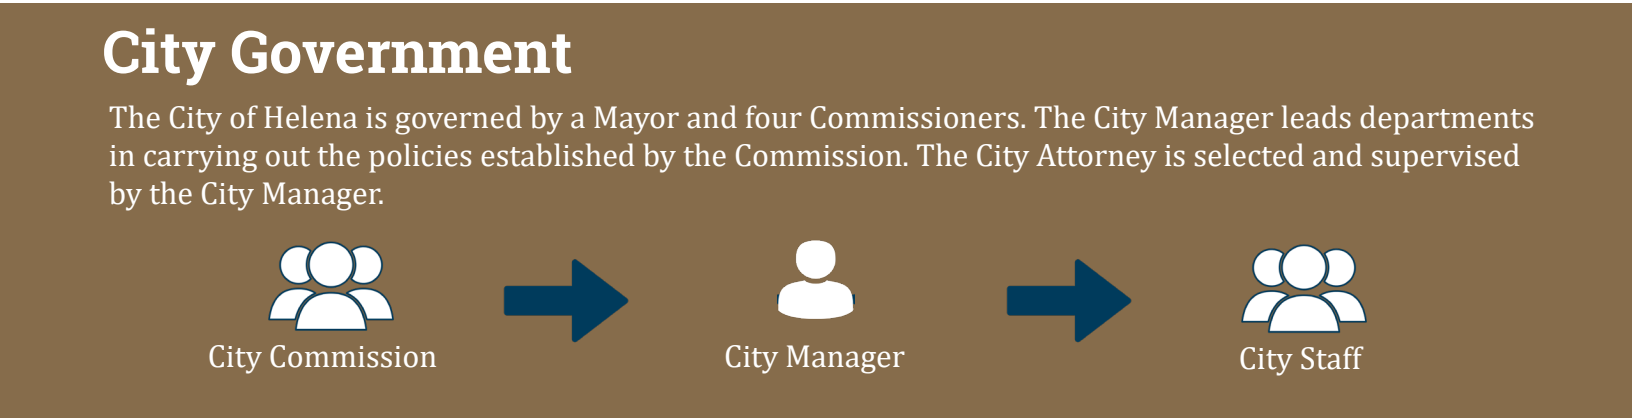 City Government
The City of Helena is governed by a Mayor and four Commissioners. The City Manager leads departments
in carrying out the policies established by the Commission. The City Attorney is selected and supervised
by the City Manager.
City Commission
City Manager
City Staff